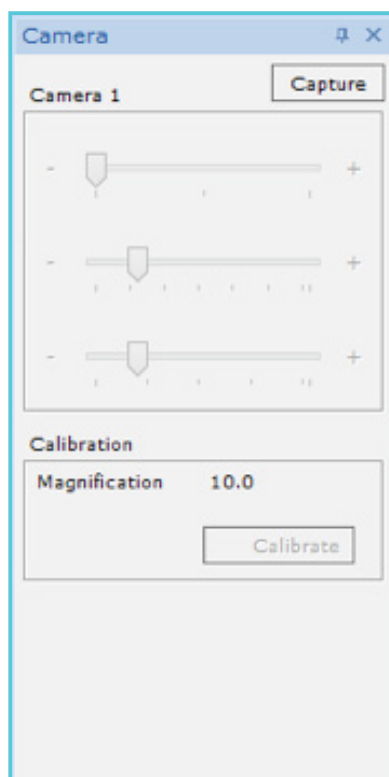 Camera
Capture
Camera 1
- +
- +
- +
Calibration
Magnification 10.0
Calibrate